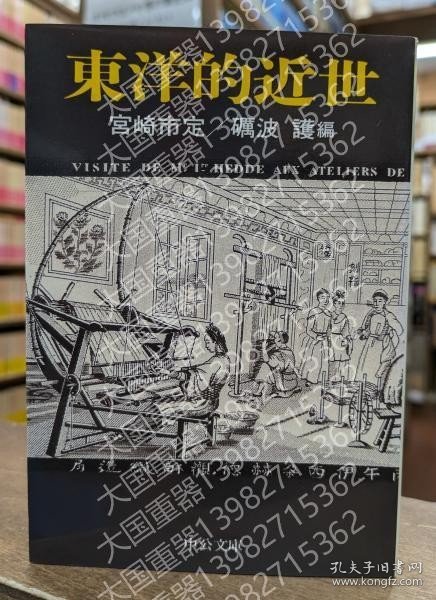 東洋的近世
宮崎市定 礪波 護編
VISITE DE Mr Ier HEDDE AUX ATELIERS DE
中公文庫
大国重器13982715362
孔夫子旧书网
www.kongfz.com